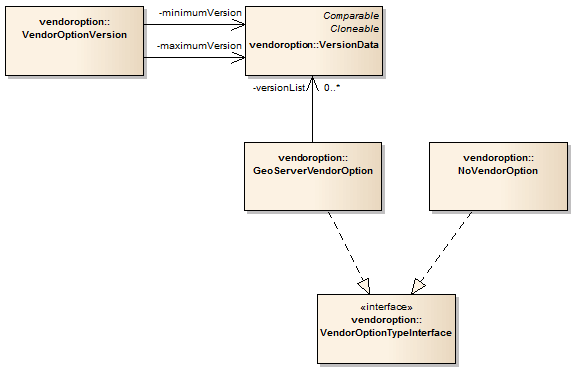 vendoroption::
VendorOptionVersion
-minimumVersion
-maximumVersion
Comparable
Cloneable
vendoroption::VersionData
-versionList 0..*
vendoroption::
GeoServerVendorOption
vendoroption::
NoVendorOption
«interface»
vendoroption::
VendorOptionTypeInterface